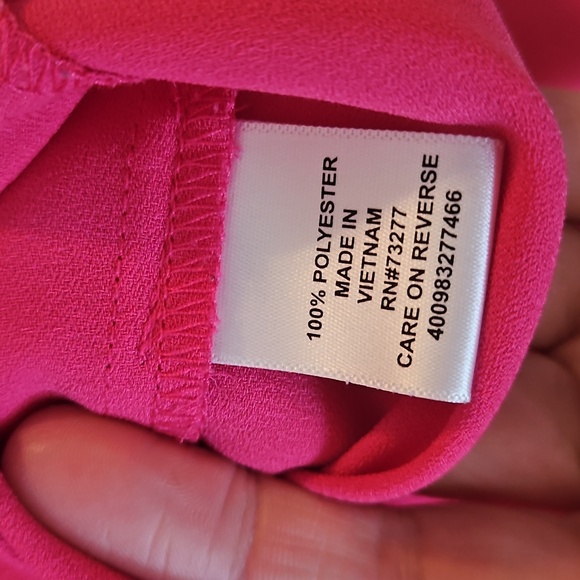 100% POLYESTER
MADE IN
VIETNAM
RN#73277
CARE ON REVERSE
400983277466